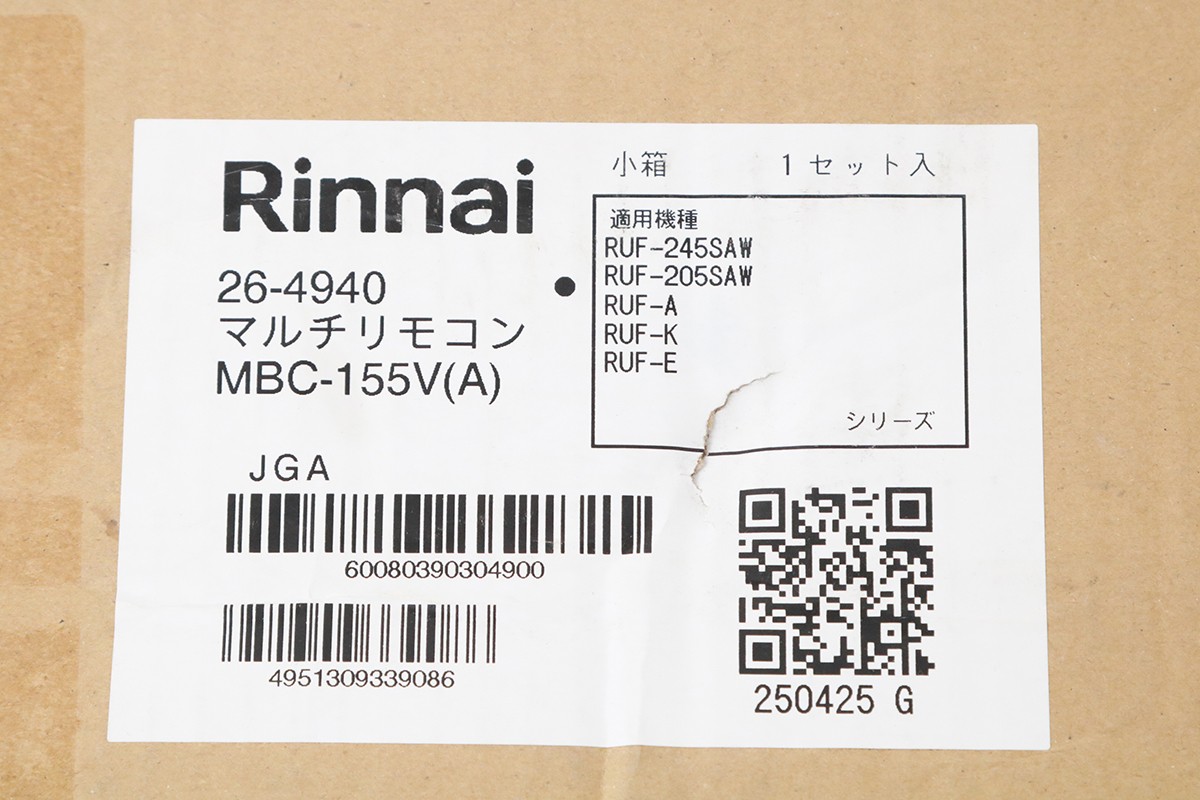 Rinnai
26-4940
マルチリモコン
MBC-155V(A)
小箱 1セット入
適用機種
RUF-245SAW
RUF-205SAW
RUF-A
RUF-K
RUF-E
シリーズ
JGA
60080390304900
4951309339086
250425 G